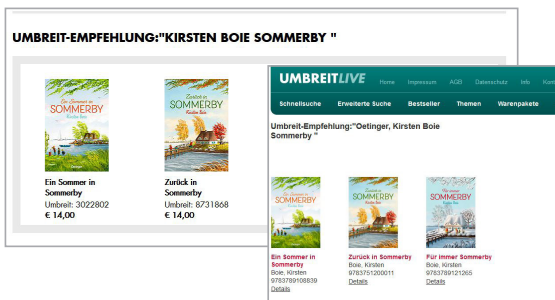 UMBREIT-EMPFEHLUNG:"KIRSTEN BOIE SOMMERBY "
Ein Sommer in
SOMMERBY
Kirsten Boie
Zurück in
SOMMERBY
Kirsten Boie
Ein Sommer in
Sommerby
Umbreit: 3022802
€ 14,00
Zurück in
Sommerby
Umbreit: 8731868
€ 14,00
UMBREITLIVE
Home Impressum AGB Datenschutz Info
Schnellsuche Erweiterte Suche Bestseller Themen Warenpakete
Umbreit-Empfehlung:"Oetinger, Kirsten Boie
Sommerby "
SOMMERBY
SOMMERBY
SOMMERBY
Ein Sommer in
Sommerby
Boie, Kirsten
9783789108839
Details
Zurück in Sommerby
Boie, Kirsten
9783751200011
Details
Für immer Sommerby
Boie, Kirsten
9783789121265
Details